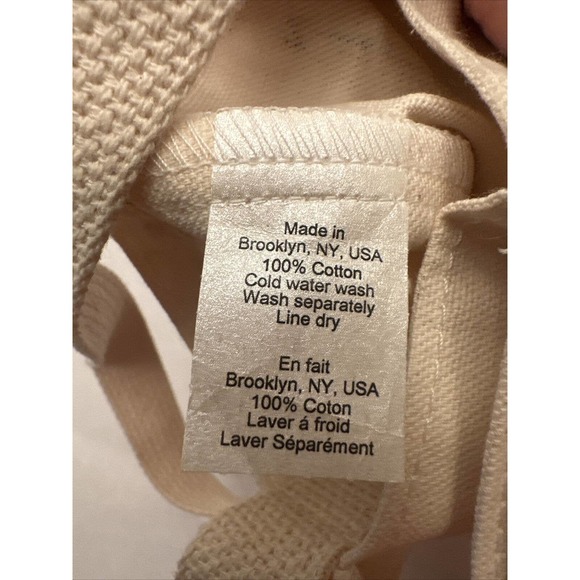 Made in
Brooklyn, NY, USA
100% Cotton
Cold water wash
Wash separately
Line dry
En fait
Brooklyn, NY, USA
100% Coton
Laver á froid
Laver Séparément